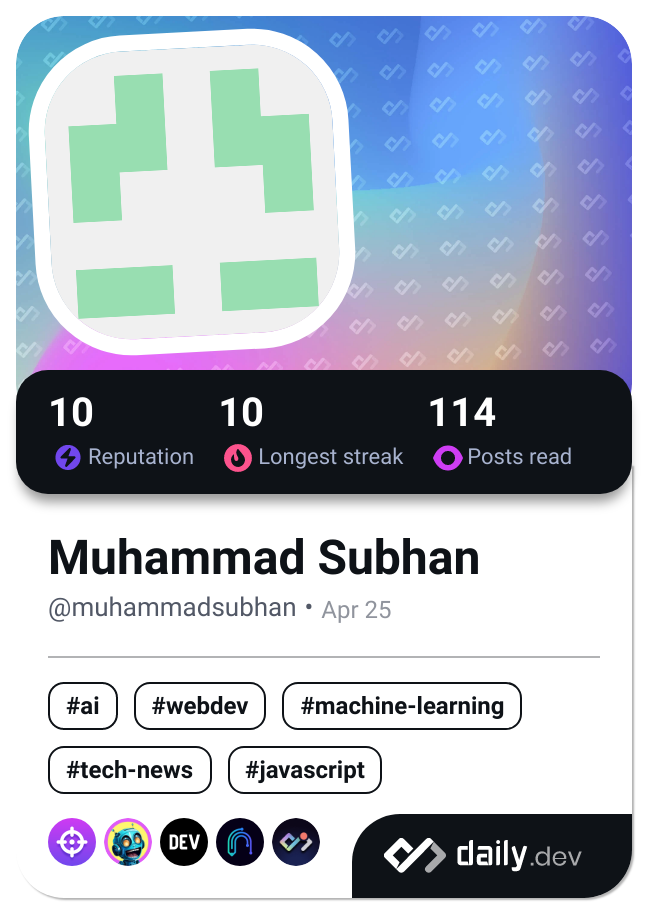 10 10 114
Reputation Longest streak Posts read
Muhammad Subhan
@muhammadsubhan • Apr 25
#ai #webdev #machine-learning
#tech-news #javascript
DEV daily.dev